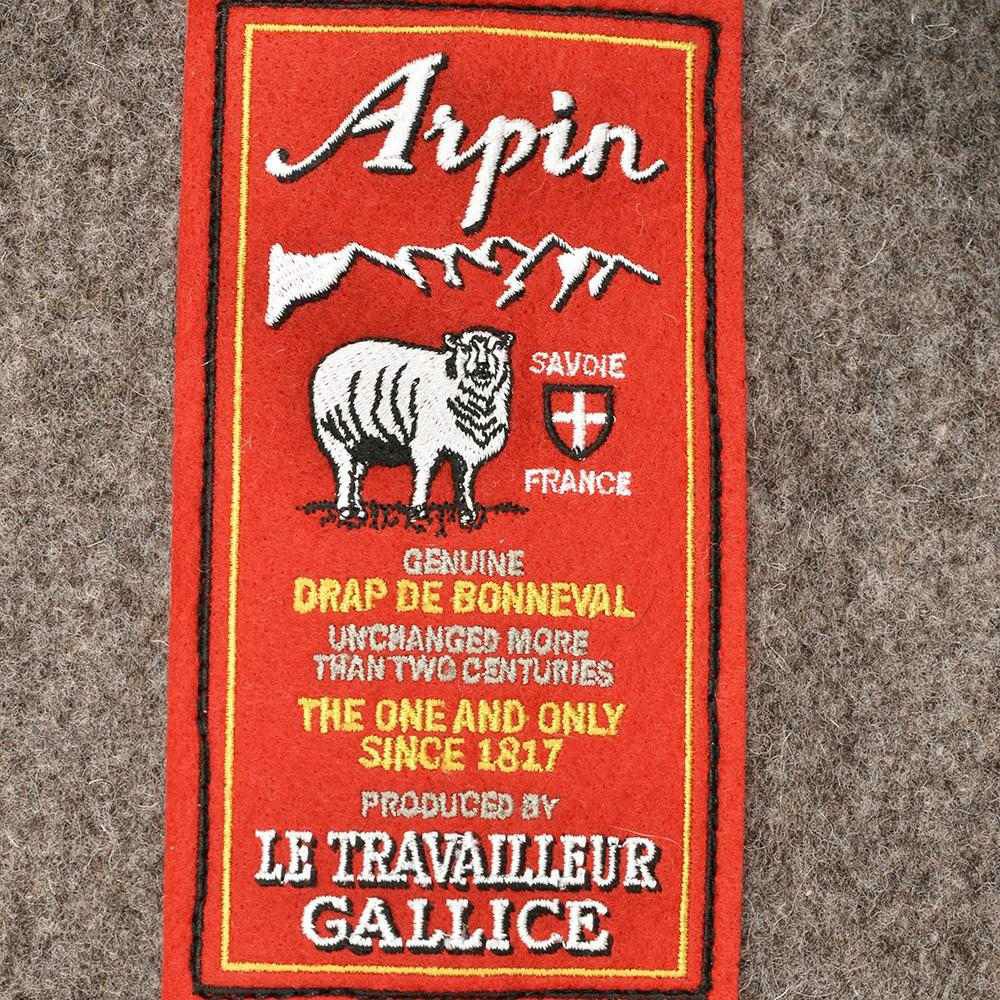 Arpin
SAVOIE
FRANCE
GENUINE
DRAP DE BONNEVAL
UNCHANGED MORE
THAN TWO CENTURIES
THE ONE AND ONLY
SINCE 1817
PRODUCED BY
LE TRAVAILLEUR
GALLICE